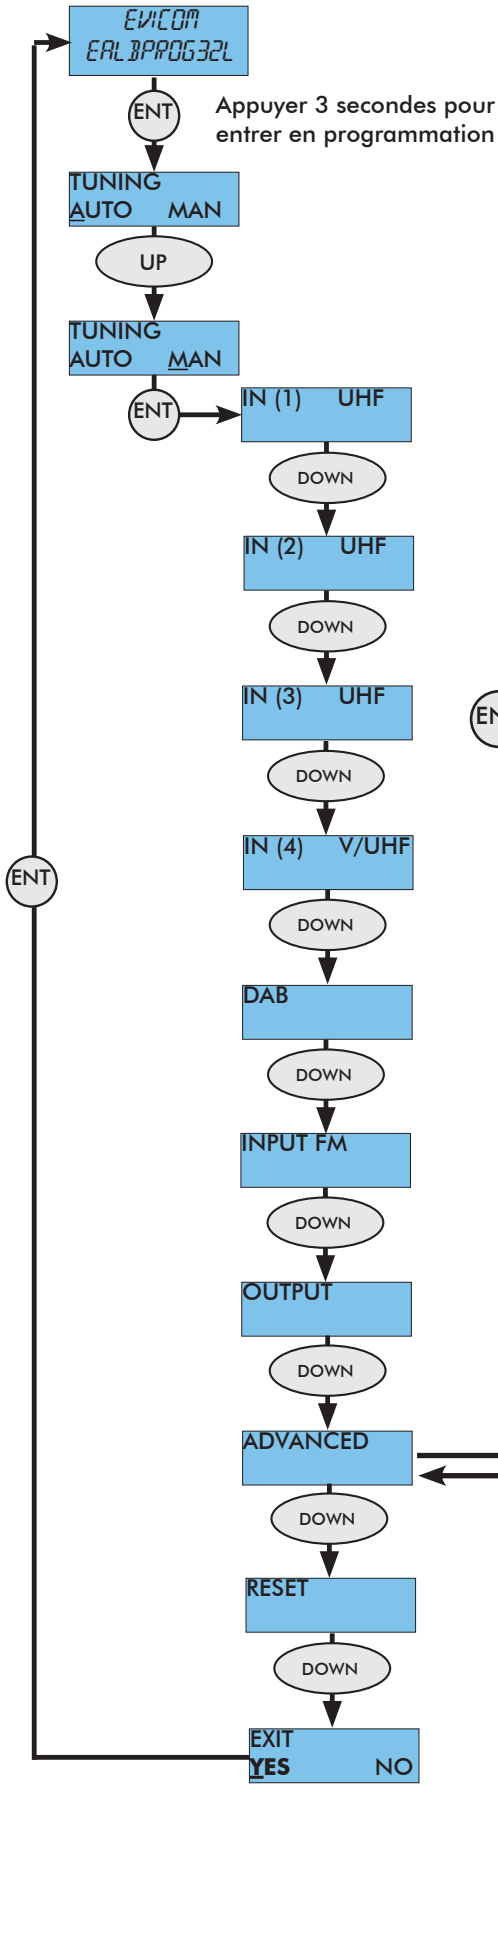 EVICOM
EALBPROG32L
ENT
Appuyer 3 secondes pour
entrer en programmation
TUNING
AUTO MAN
UP
TUNING
AUTO MAN
ENT
IN (1) UHF
DOWN
IN (2) UHF
DOWN
IN (3) UHF
DOWN
IN (4) V/UHF
ENT
DOWN
DAB
DOWN
INPUT FM
DOWN
OUTPUT
DOWN
ADVANCED
DOWN
RESET
DOWN
EXIT
YES NO